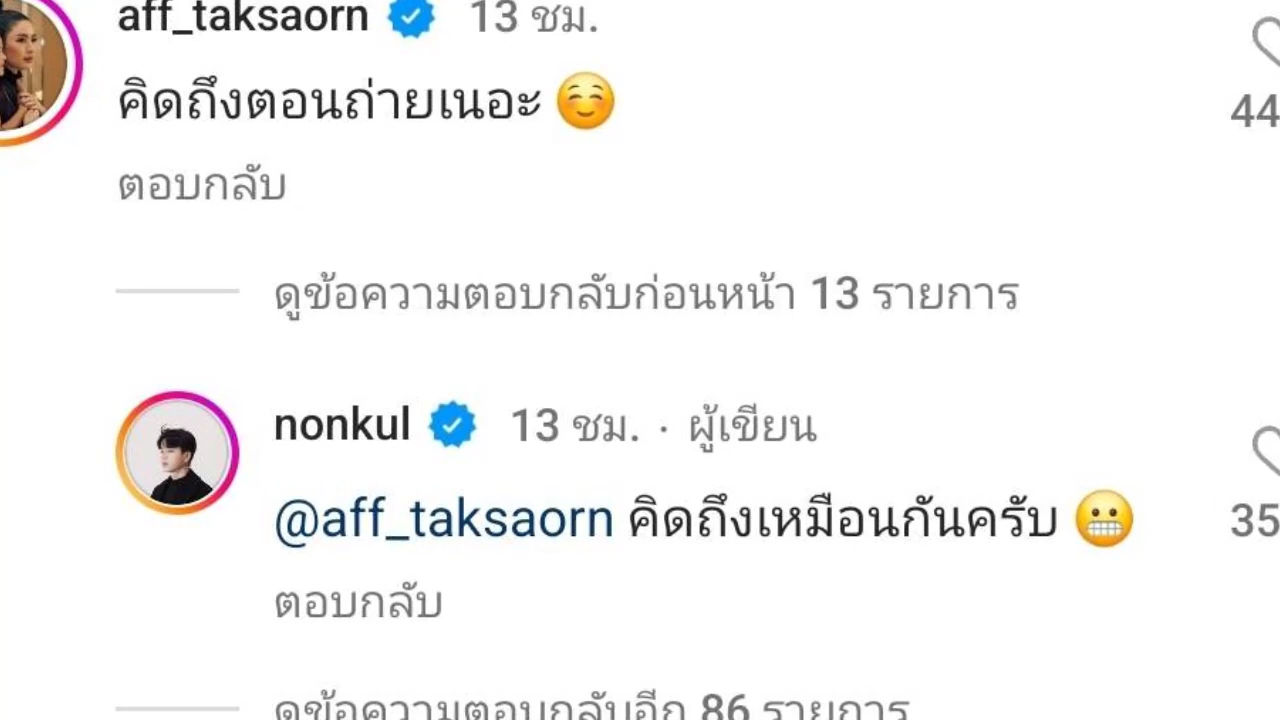 aff_taksaorn 13 ชม.
คิดถึงตอนถ่ายเนอะ ☺️
44
ตอบกลับ
ดูข้อความตอบกลับก่อนหน้า 13 รายการ
nonkul 13 ชม. · ผู้เขียน
@aff_taksaorn คิดถึงเหมือนกันครับ 😬
35
ตอบกลับ
ดูข้อความตอบกลับอีก 86 รายการ